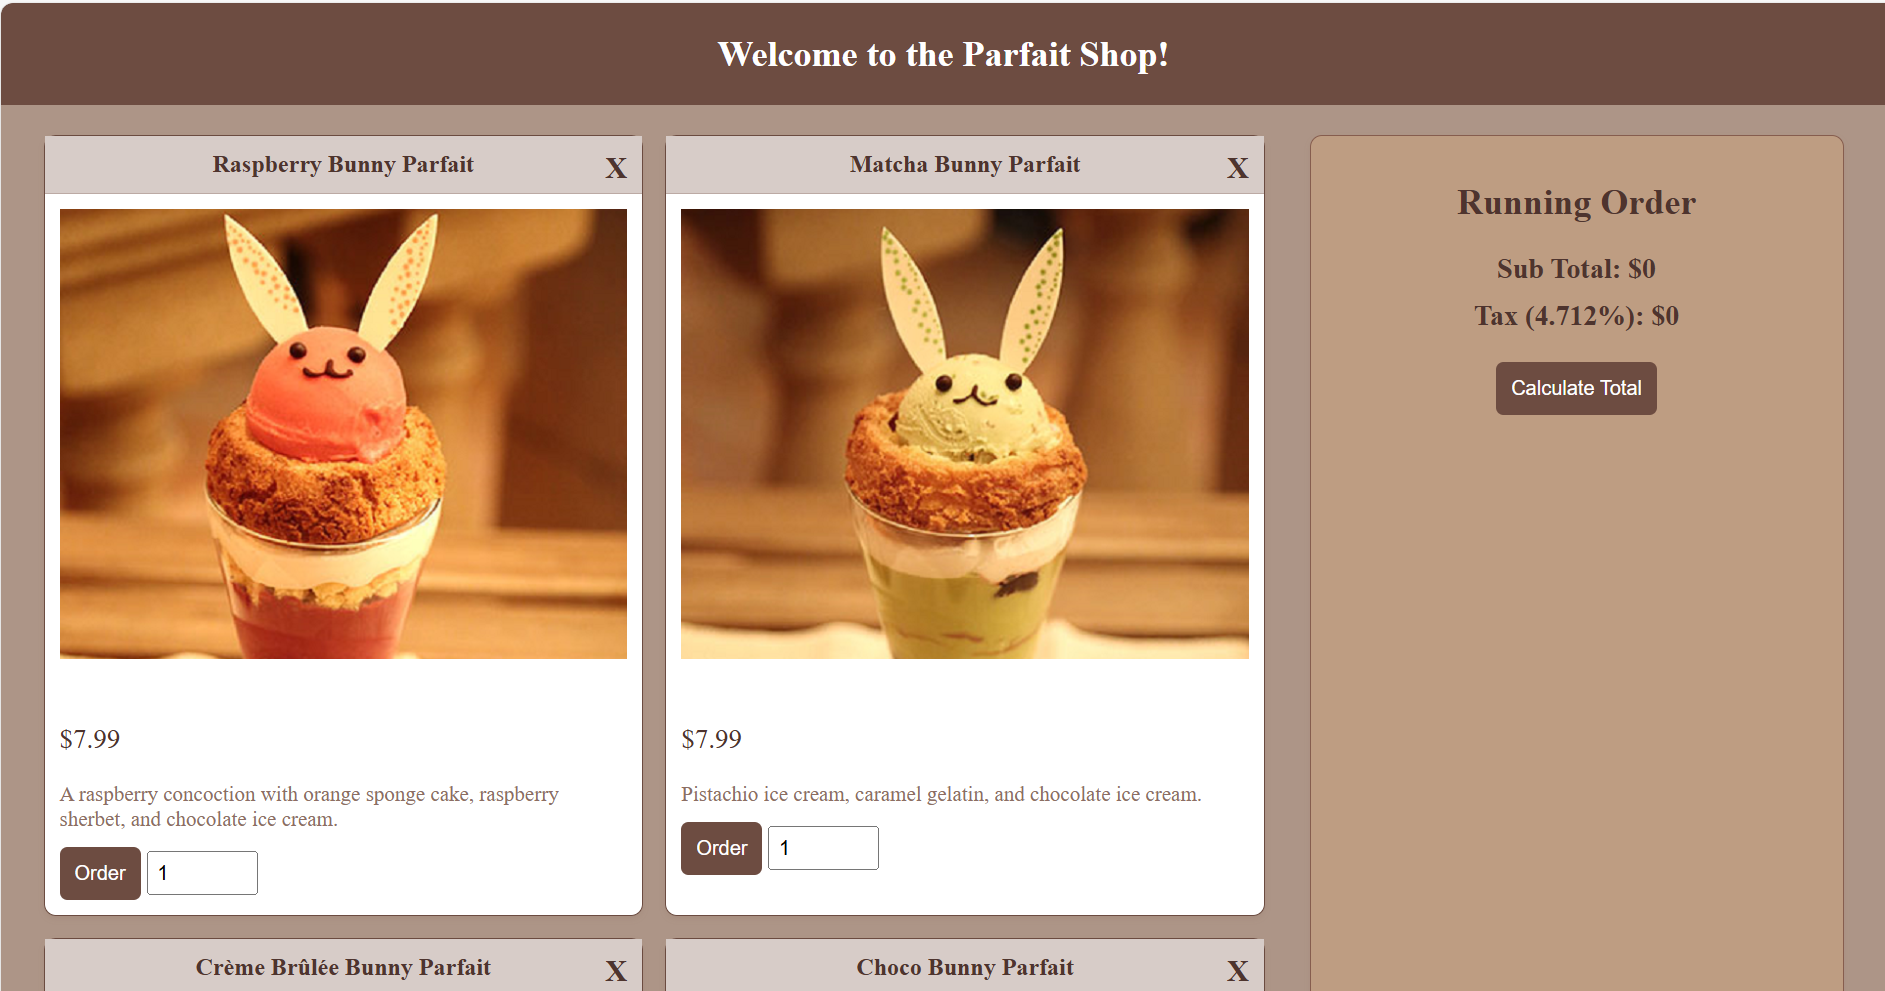 Welcome to the Parfait Shop!
Raspberry Bunny Parfait
X
$7.99
A raspberry concoction with orange sponge cake, raspberry
sherbet, and chocolate ice cream.
Order
1
Matcha Bunny Parfait
X
$7.99
Pistachio ice cream, caramel gelatin, and chocolate ice cream.
Order
1
Crème Brûlée Bunny Parfait
X
Choco Bunny Parfait
X
Running Order
Sub Total: $0
Tax (4.712%): $0
Calculate Total